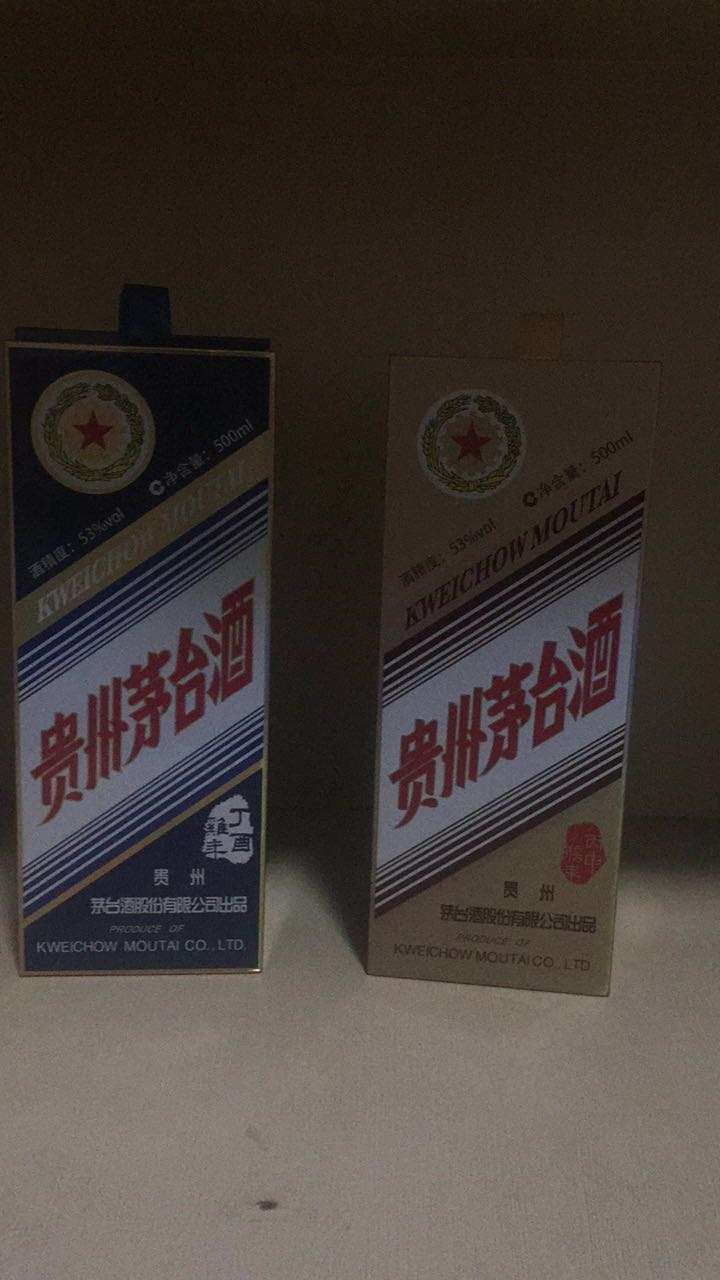 酒精度：53%vol
净含量：500ml
KWEICHOW MOUTAI
贵州茅台酒
丁酉
雞年
贵州
茅台酒股份有限公司出品
PRODUCE OF
KWEICHOW MOUTAI CO., LTD.
酒精度：53%vol
净含量：500ml
KWEICHOW MOUTAI
贵州茅台酒
贵州
茅台酒股份有限公司出品
PRODUCE OF
KWEICHOW MOUTAI CO., LTD